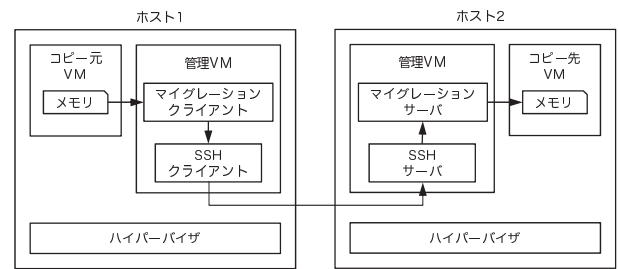 ホスト1
コピー元
VM
メモリ
管理VM
マイグレーション
クライアント
SSH
クライアント
ハイパーバイザ
ホスト2
管理VM
マイグレーション
サーバ
SSH
サーバ
コピー先
VM
メモリ
ハイパーバイザ